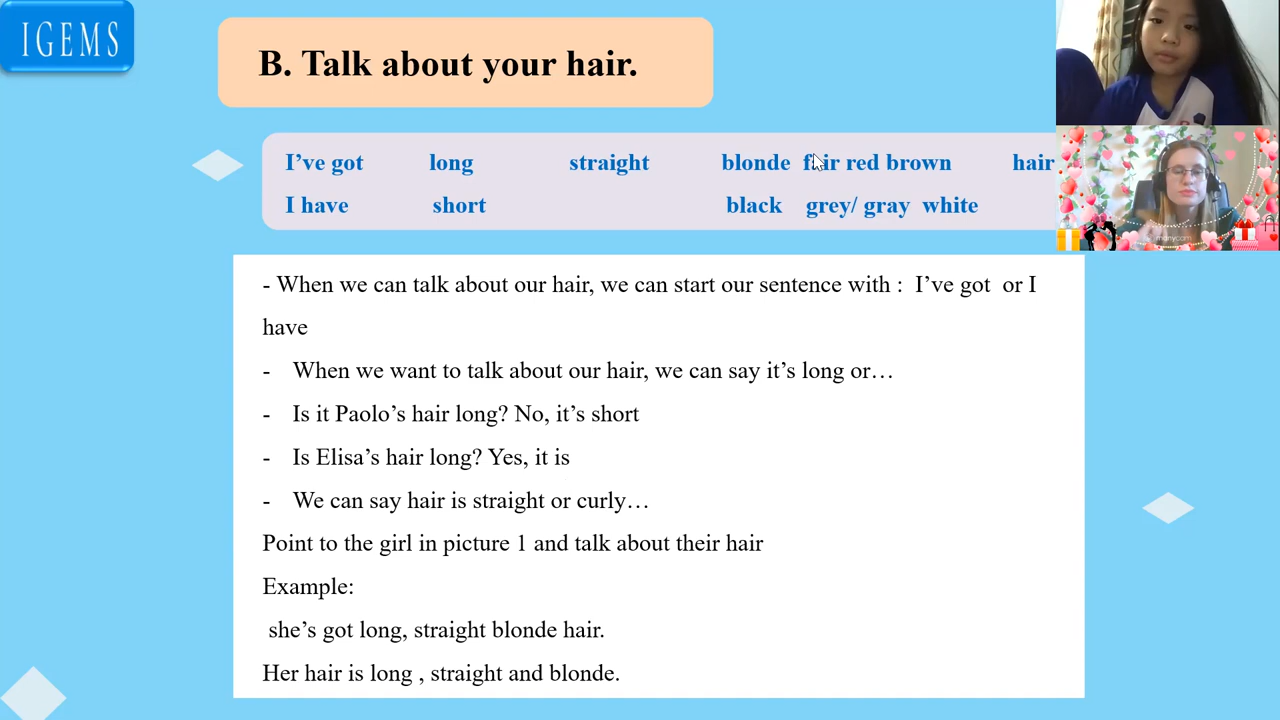 IGEMS
B. Talk about your hair.
I’ve got long straight blonde fair red brown hair
I have short black grey/ gray white
- When we can talk about our hair, we can start our sentence with : I’ve got or I
have
- When we want to talk about our hair, we can say it’s long or…
- Is it Paolo’s hair long? No, it’s short
- Is Elisa’s hair long? Yes, it is
- We can say hair is straight or curly…
Point to the girl in picture 1 and talk about their hair
Example:
she’s got long, straight blonde hair.
Her hair is long , straight and blonde.
manycam